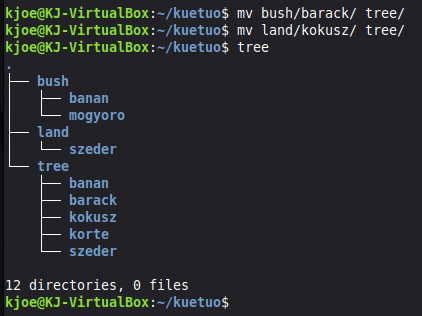 kjoe@KJ-VirtualBox:~/kuetuo$ mv bush/barack/ tree/
kjoe@KJ-VirtualBox:~/kuetuo$ mv land/kokusz/ tree/
kjoe@KJ-VirtualBox:~/kuetuo$ tree
.
├── bush
│   ├── banan
│   └── mogyoro
├── land
│   └── szeder
└── tree
    ├── banan
    ├── barack
    ├── kokusz
    ├── korte
    └── szeder

12 directories, 0 files
kjoe@KJ-VirtualBox:~/kuetuo$